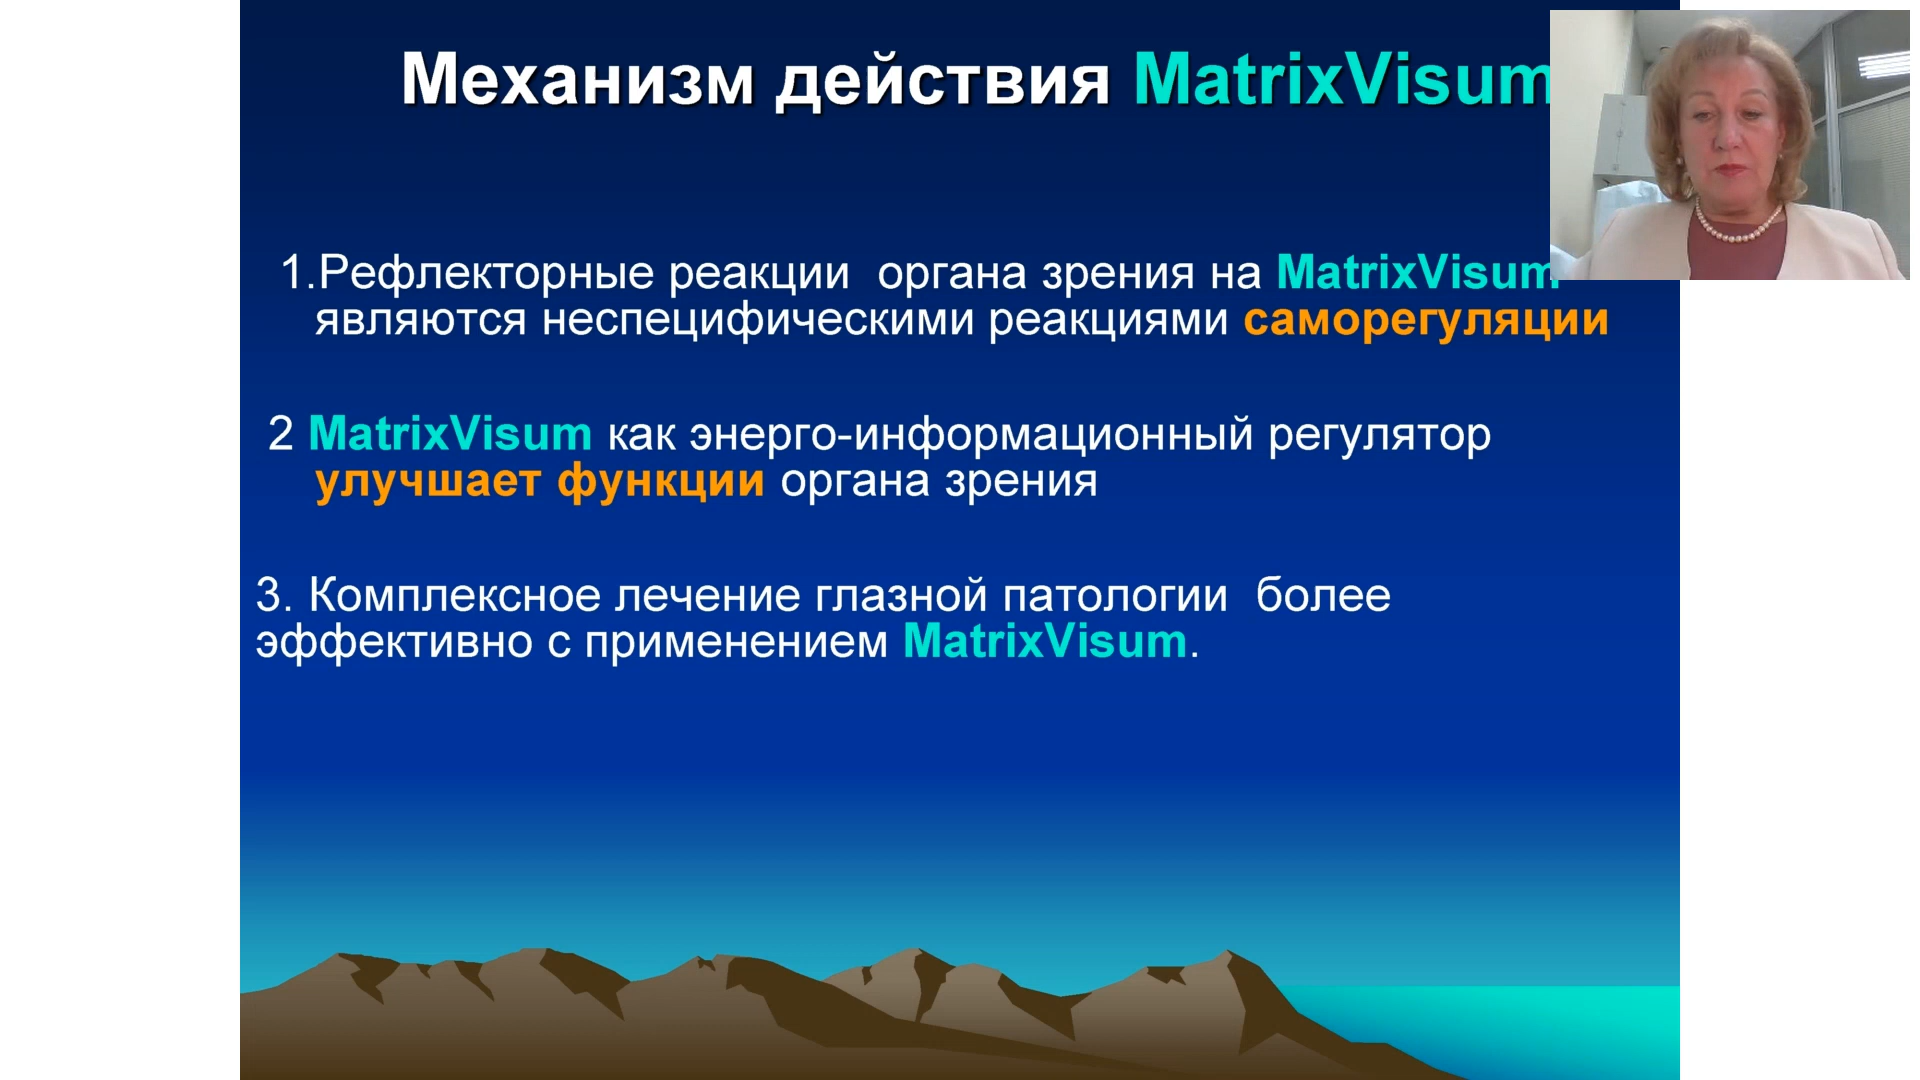 Механизм действия MatrixVisum
1.Рефлекторные реакции органа зрения на MatrixVisum
являются неспецифическими реакциями саморегуляции
2 MatrixVisum как энерго-информационный регулятор
улучшает функции органа зрения
3. Комплексное лечение глазной патологии более
эффективно с применением MatrixVisum.